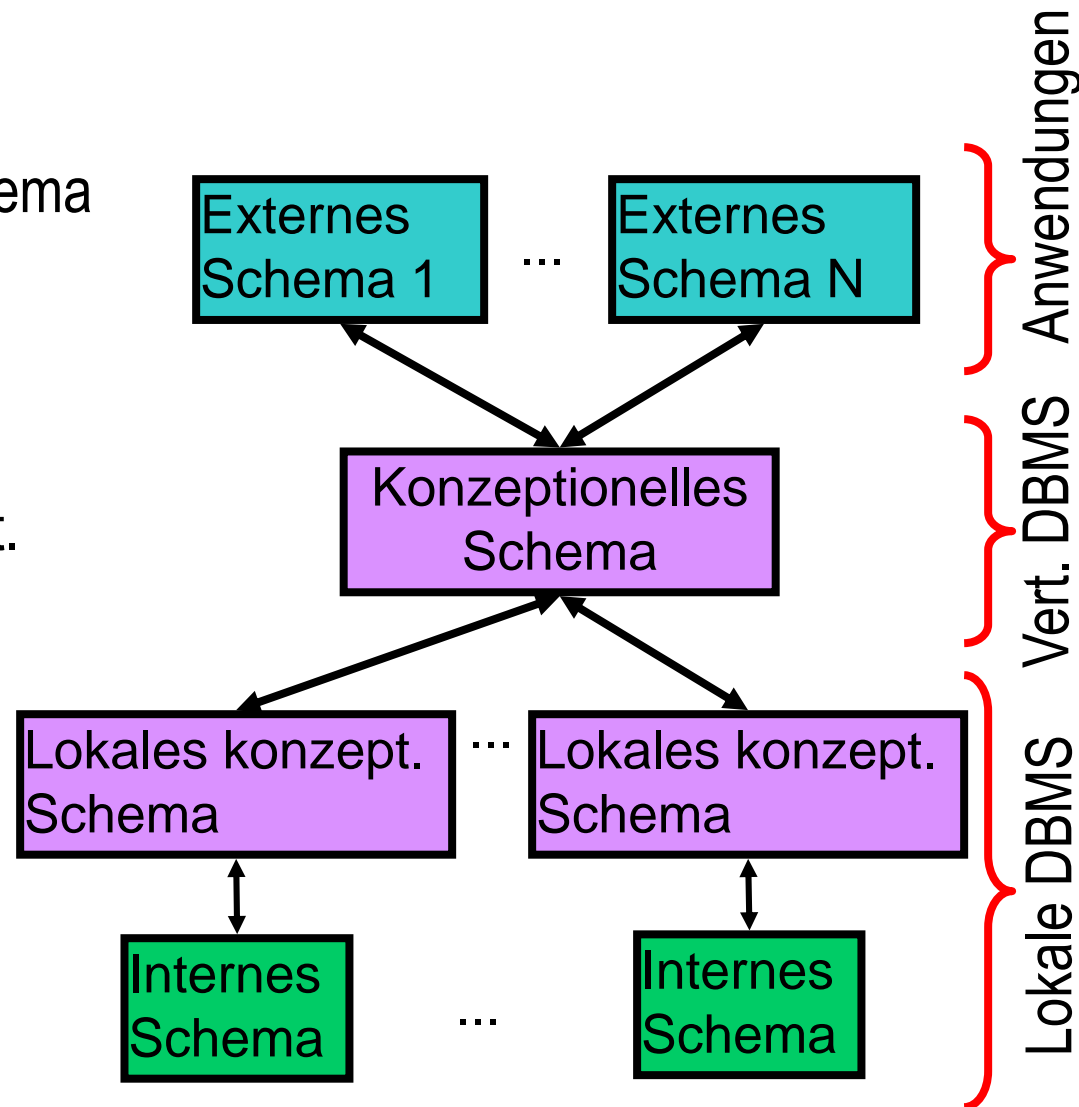 ema
Externes
Schema 1
...
Externes
Schema N
Anwendungen
t.
Konzeptionelles
Schema
Vert. DBMS
Lokales konzept.
Schema
...
Lokales konzept.
Schema
Internes
Schema
...
Internes
Schema
Lokale DBMS